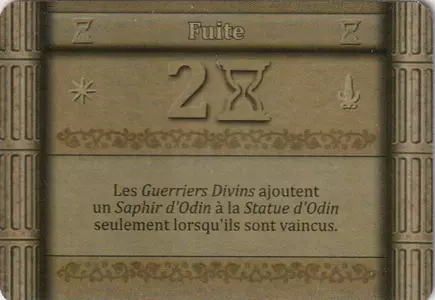 Fuite
2
Les Guerriers Divins ajoutent
un Saphir d'Odin à la Statue d'Odin
seulement lorsqu'ils sont vaincus.